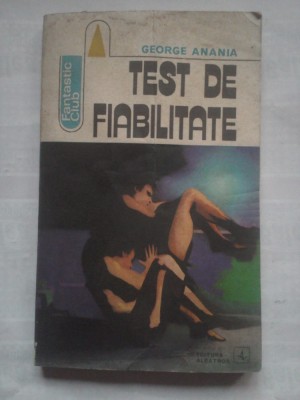 GEORGE ANANIA
TEST DE
FIABILITATE
Fantastic
Club
EDITURA
ALBATROS